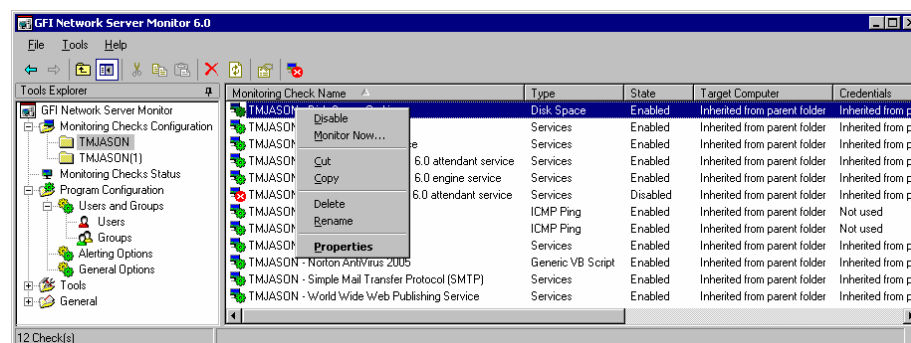 GFI Network Server Monitor 6.0
File Tools Help
Tools Explorer
GFI Network Server Monitor
Monitoring Checks Configuration
TMJASON
TMJASON(1)
Monitoring Checks Status
Program Configuration
Users and Groups
Users
Groups
Alerting Options
General Options
Tools
General
Monitoring Check Name Type State Target Computer Credentials
TMJASON Disk Space Enabled Inherited from parent folder Inherited from p
TMJASON Services Enabled Inherited from parent folder Inherited from p
TMJASON ce Services Enabled Inherited from parent folder Inherited from p
TMJASON 6.0 attendant service Services Enabled Inherited from parent folder Inherited from p
TMJASON 6.0 engine service Services Enabled Inherited from parent folder Inherited from p
TMJASON 6.0 attendant service Services Disabled Inherited from parent folder Inherited from p
TMJASON ICMP Ping Enabled Inherited from parent folder Not used
TMJASON ICMP Ping Enabled Inherited from parent folder Not used
TMJASON Services Enabled Inherited from parent folder Inherited from p
TMJASON - Norton AntiVirus 2005 Generic VB Script Enabled Inherited from parent folder Inherited from p
TMJASON - Simple Mail Transfer Protocol (SMTP) Services Enabled Inherited from parent folder Inherited from p
TMJASON - World Wide Web Publishing Service Services Enabled Inherited from parent folder Inherited from p
Disable
Monitor Now...
Cut
Copy
Delete
Rename
Properties
12 Check(s)